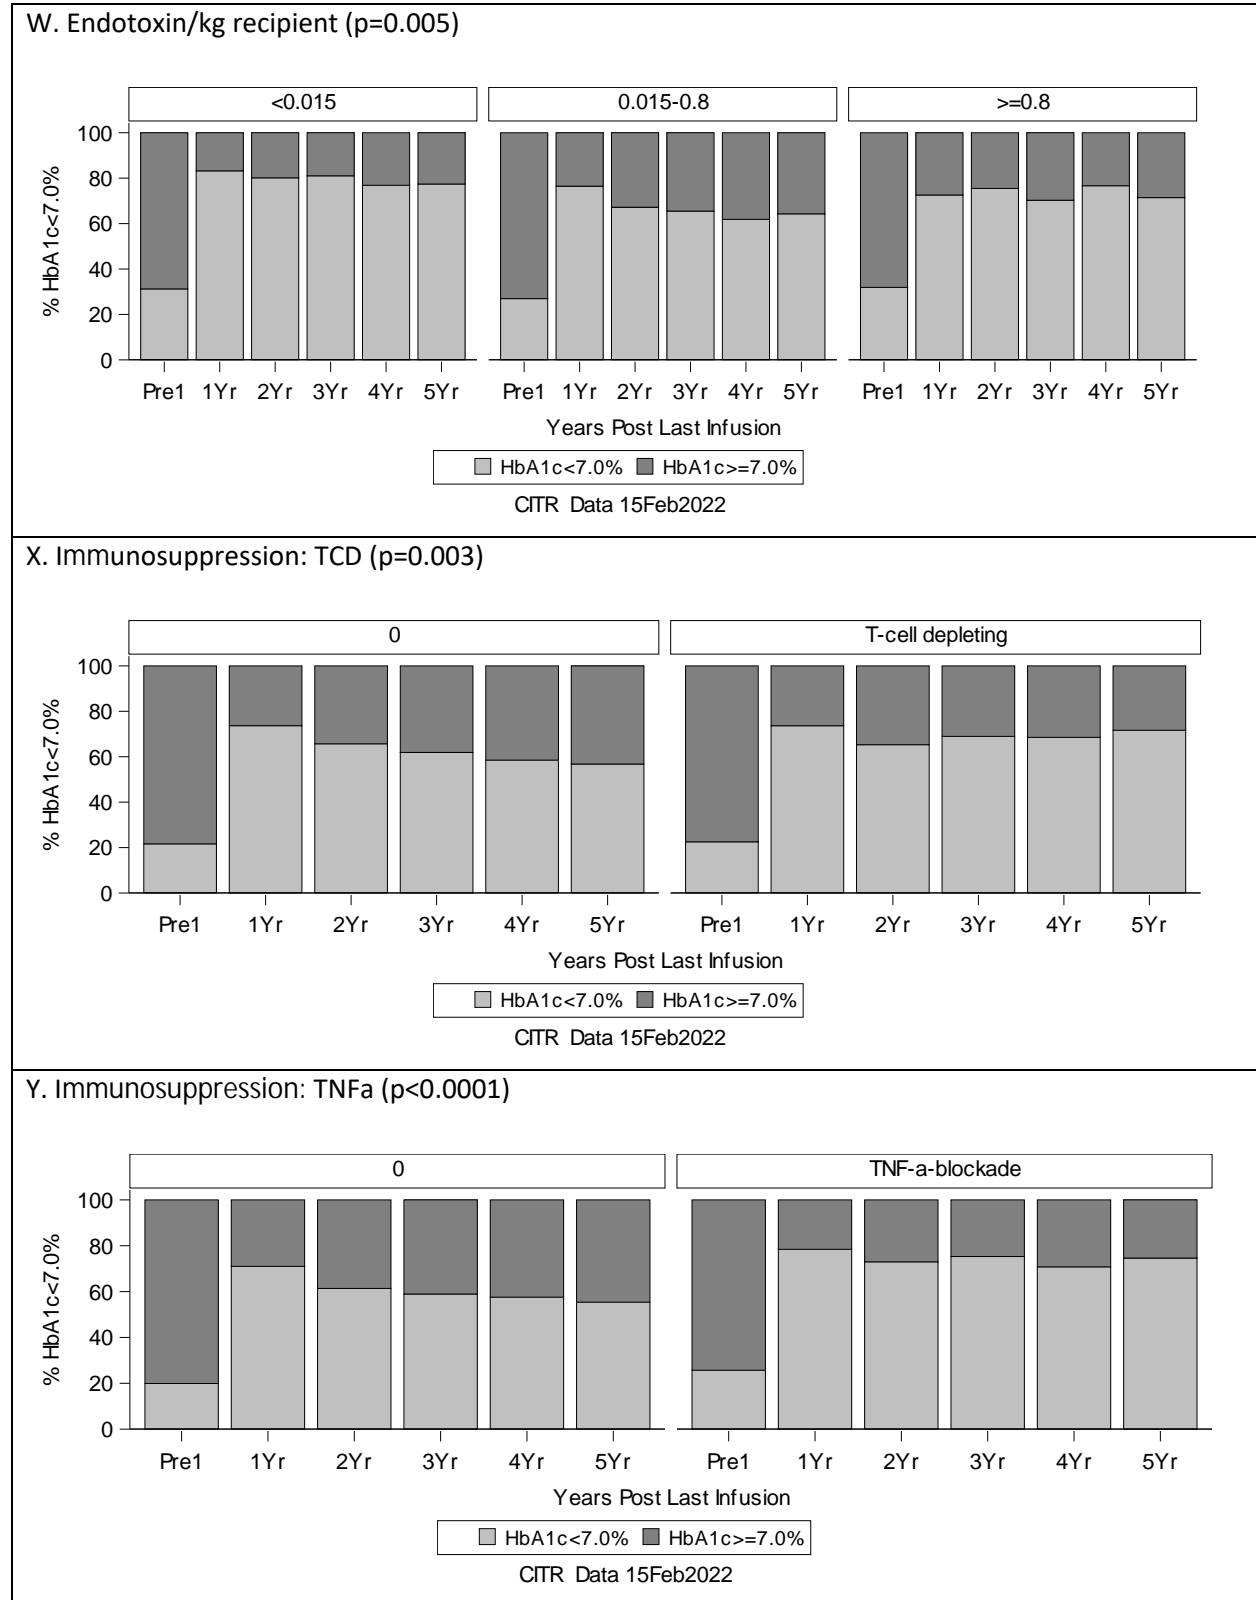 W. Endotoxin/kg recipient (p=0.005)
<0.015
0.015-0.8
>=0.8
% HbA1c<7.0%
100
80
60
40
20
0
Pre1 1Yr 2Yr 3Yr 4Yr 5Yr
Pre1 1Yr 2Yr 3Yr 4Yr 5Yr
Pre1 1Yr 2Yr 3Yr 4Yr 5Yr
Years Post Last Infusion
HbA1c<7.0% HbA1c>=7.0%
CITR Data 15Feb2022
X. Immunosuppression: TCD (p=0.003)
0
T-cell depleting
% HbA1c<7.0%
100
80
60
40
20
0
Pre1 1Yr 2Yr 3Yr 4Yr 5Yr
Pre1 1Yr 2Yr 3Yr 4Yr 5Yr
Years Post Last Infusion
HbA1c<7.0% HbA1c>=7.0%
CITR Data 15Feb2022
Y. Immunosuppression: TNFa (p<0.0001)
0
TNF-a-blockade
% HbA1c<7.0%
100
80
60
40
20
0
Pre1 1Yr 2Yr 3Yr 4Yr 5Yr
Pre1 1Yr 2Yr 3Yr 4Yr 5Yr
Years Post Last Infusion
HbA1c<7.0% HbA1c>=7.0%
CITR Data 15Feb2022